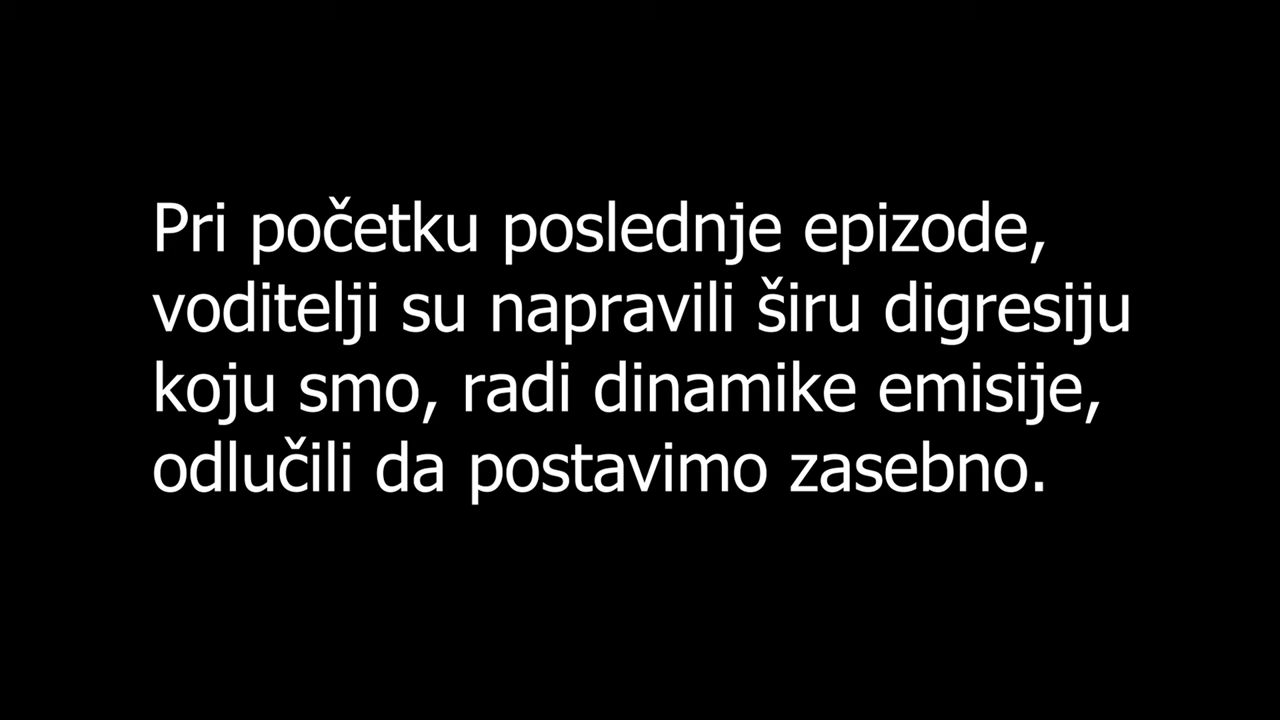 Pri početku poslednje epizode,
voditelji su napravili širu digresiju
koju smo, radi dinamike emisije,
odlučili da postavimo zasebno.